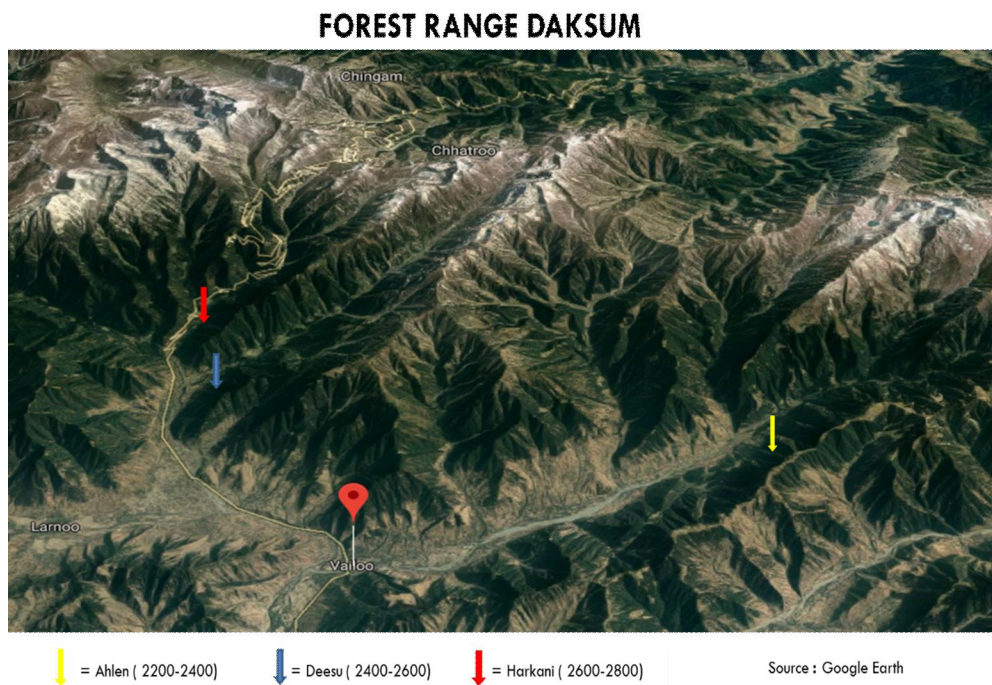 FOREST RANGE DAKSUM
Chingam
Chhatroo
Larnoo
Vailoo
= Ahlen ( 2200-2400) = Deesu ( 2400-2600) = Harkani ( 2600-2800) Source : Google Earth